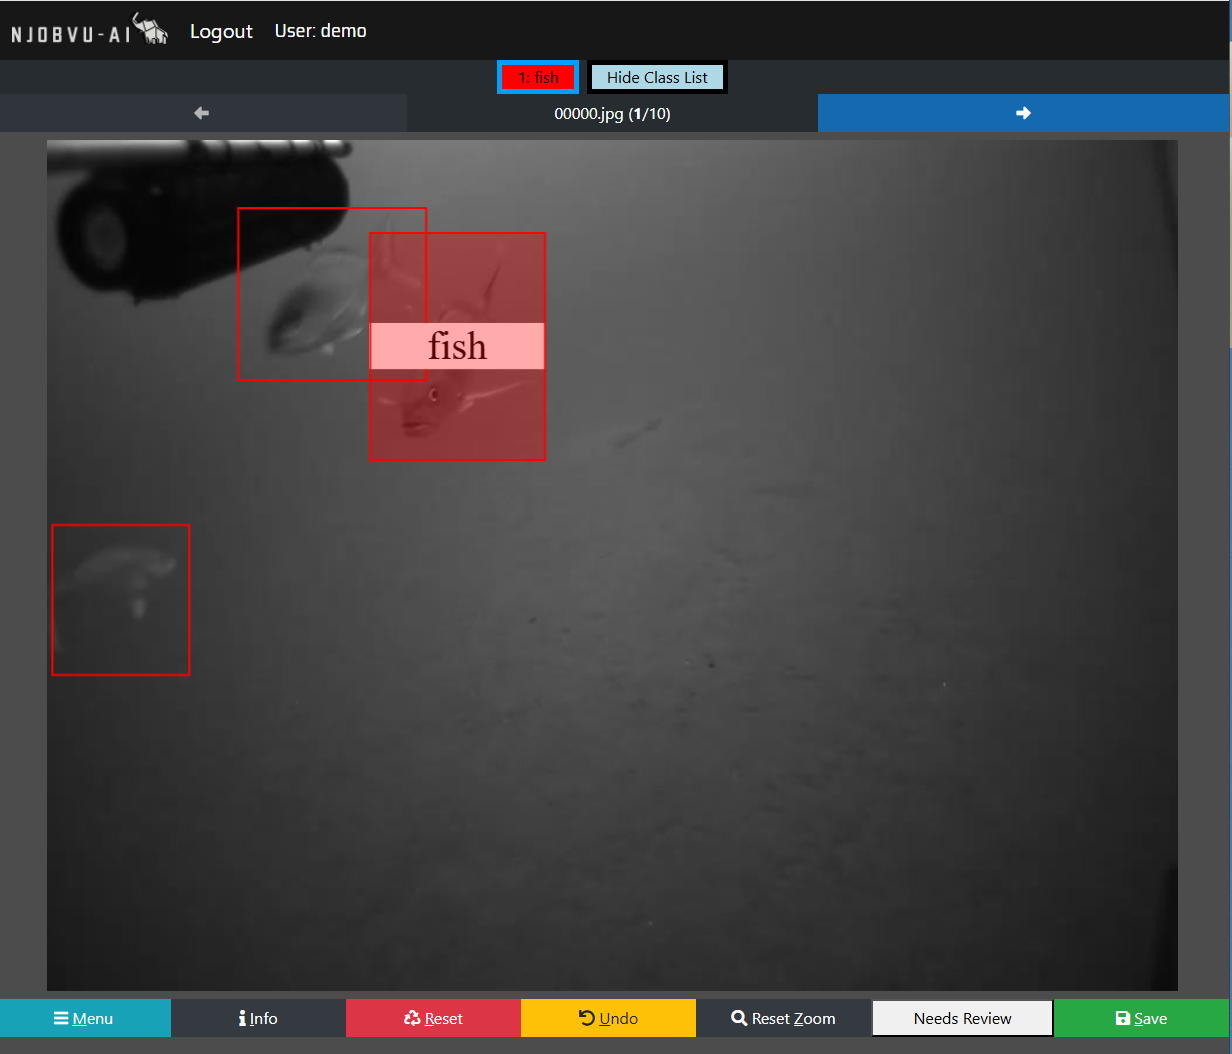 NJOBVU-AI Logout User: demo
1: fish Hide Class List
00000.jpg (1/10)
fish
Menu Info Reset Undo Reset Zoom Needs Review Save